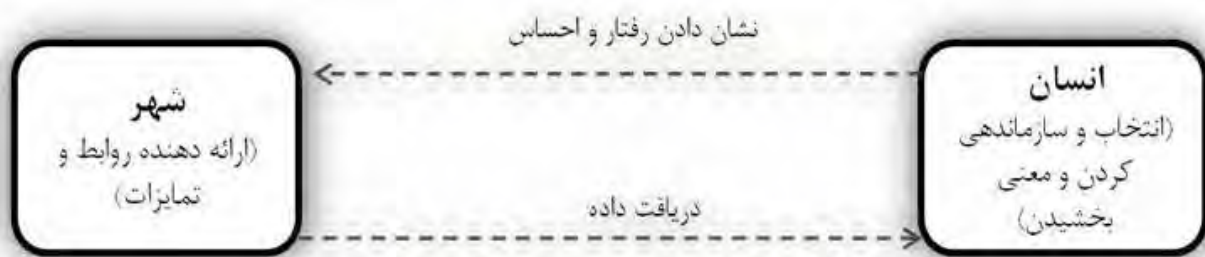 نشان دادن رفتار و احساس
انسان
(انتخاب و سازماندهی
کردن و معنی
بخشیدن)
شهر
(ارائه دهنده روابط و
تمایزات)
دریافت داده